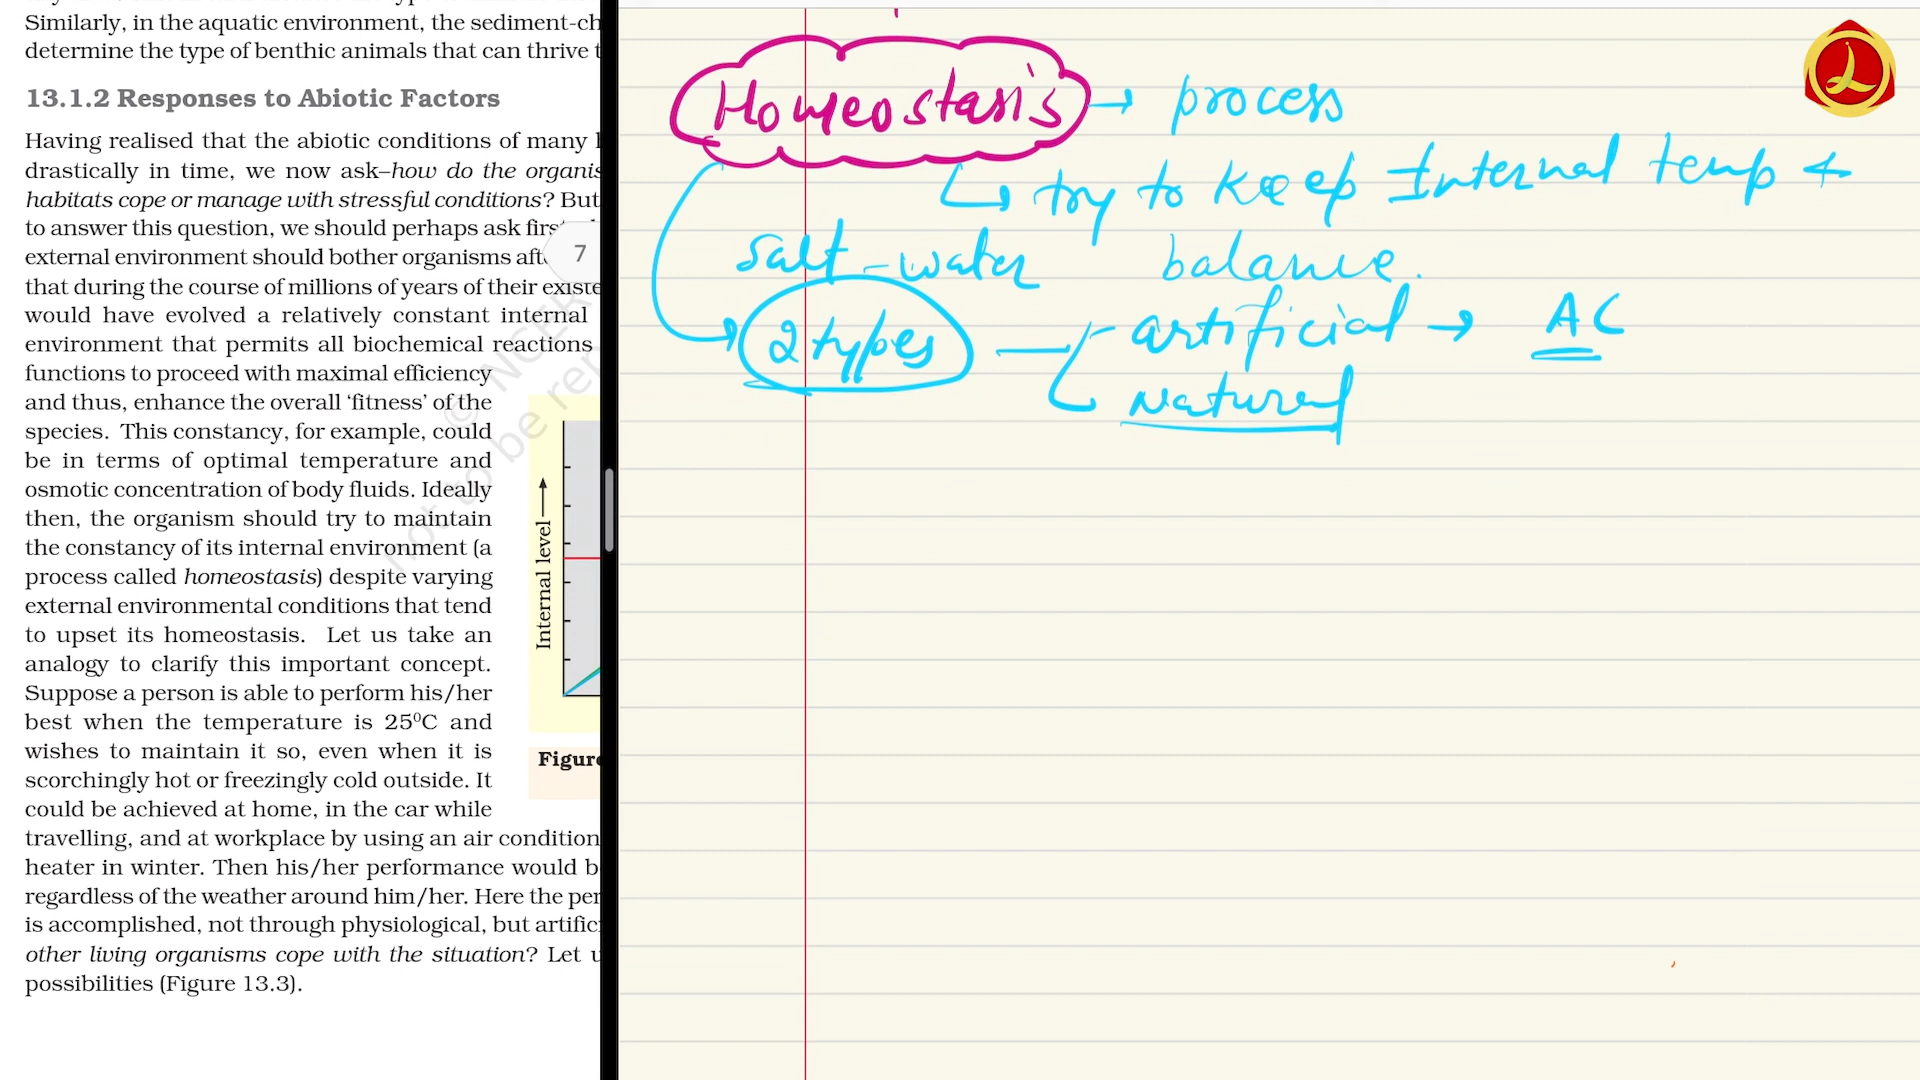 Similarly, in the aquatic environment, the sediment-ch
determine the type of benthic animals that can thrive t
13.1.2 Responses to Abiotic Factors
Having realised that the abiotic conditions of many
drastically in time, we now ask–how do the organis
habitats cope or manage with stressful conditions? But
to answer this question, we should perhaps ask firs
external environment should bother organisms aft
that during the course of millions of years of their existe
would have evolved a relatively constant internal
environment that permits all biochemical reactions
functions to proceed with maximal efficiency
and thus, enhance the overall ‘fitness’ of the
species. This constancy, for example, could
be in terms of optimal temperature and
osmotic concentration of body fluids. Ideally
then, the organism should try to maintain
the constancy of its internal environment (a
process called homeostasis) despite varying
external environmental conditions that tend
to upset its homeostasis. Let us take an
analogy to clarify this important concept.
Suppose a person is able to perform his/her
best when the temperature is 25⁰C and
wishes to maintain it so, even when it is
scorchingly hot or freezingly cold outside. It
could be achieved at home, in the car while
travelling, and at workplace by using an air condition
heater in winter. Then his/her performance would b
regardless of the weather around him/her. Here the per
is accomplished, not through physiological, but artific
other living organisms cope with the situation? Let u
possibilities (Figure 13.3).
7
Internal level
Figure
© NCER
not to be rep
Homeostasis → process
try to keep Internal temp +
salt-water balance.
2 types
artificial → AC
Natural
L